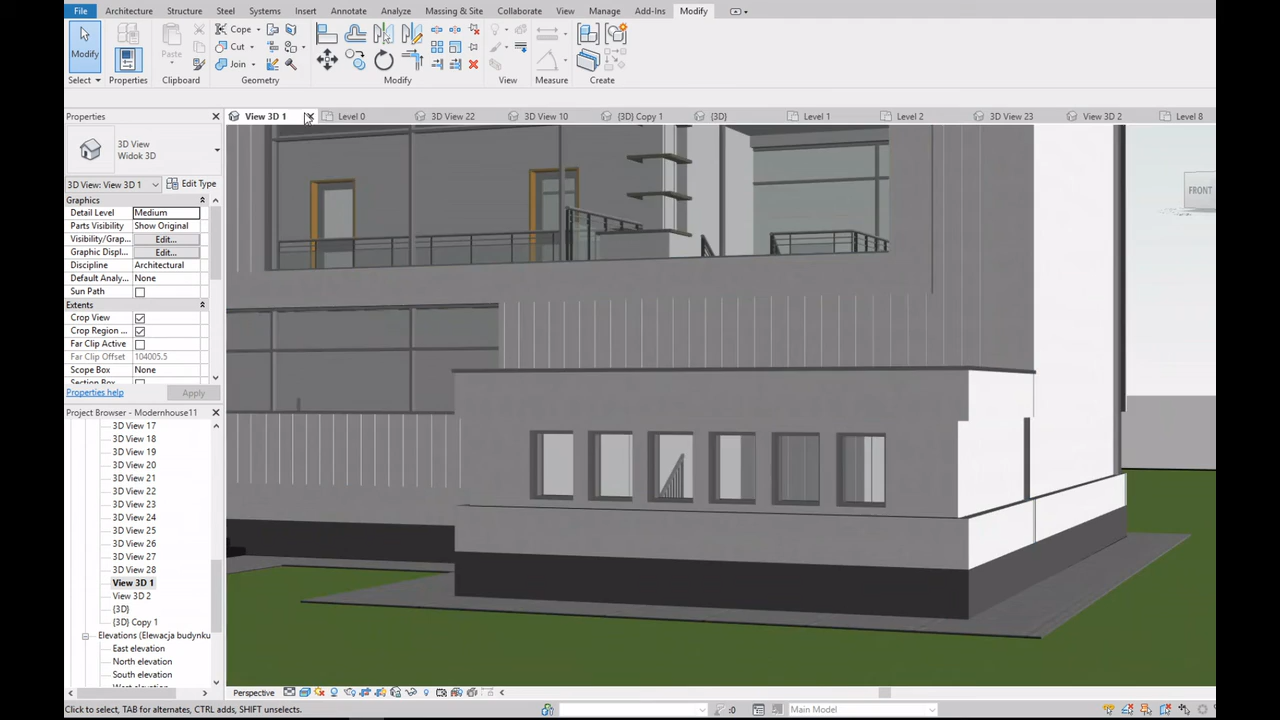 File Architecture Structure Steel Systems Insert Annotate Analyze Massing & Site Collaborate View Manage Add-Ins Modify
Cope
Modify Paste Cut
Join
Select Properties Clipboard Geometry Modify View Measure Create
Properties
View 3D 1 Level 0 3D View 22 3D View 10 {3D} Copy 1 {3D} Level 1 Level 2 3D View 23 View 3D 2 Level 8
3D View
Widok 3D
3D View: View 3D 1 Edit Type
Graphics
Detail Level Medium
Parts Visibility Show Original
Visibility/Grap... Edit...
Graphic Displ... Edit...
Discipline Architectural
Default Analy... None
Sun Path
Extents
Crop View
Crop Region ...
Far Clip Active
Far Clip Offset 104005.5
Scope Box None
Section Box
Properties help Apply
FRONT
Project Browser - Modernhouse11
3D View 17
3D View 18
3D View 19
3D View 20
3D View 21
3D View 22
3D View 23
3D View 24
3D View 25
3D View 26
3D View 27
3D View 28
View 3D 1
View 3D 2
{3D}
{3D} Copy 1
Elevations (Elewacja budynku
East elevation
North elevation
South elevation
Perspective
Click to select, TAB for alternates, CTRL adds, SHIFT unselects. :0 Main Model